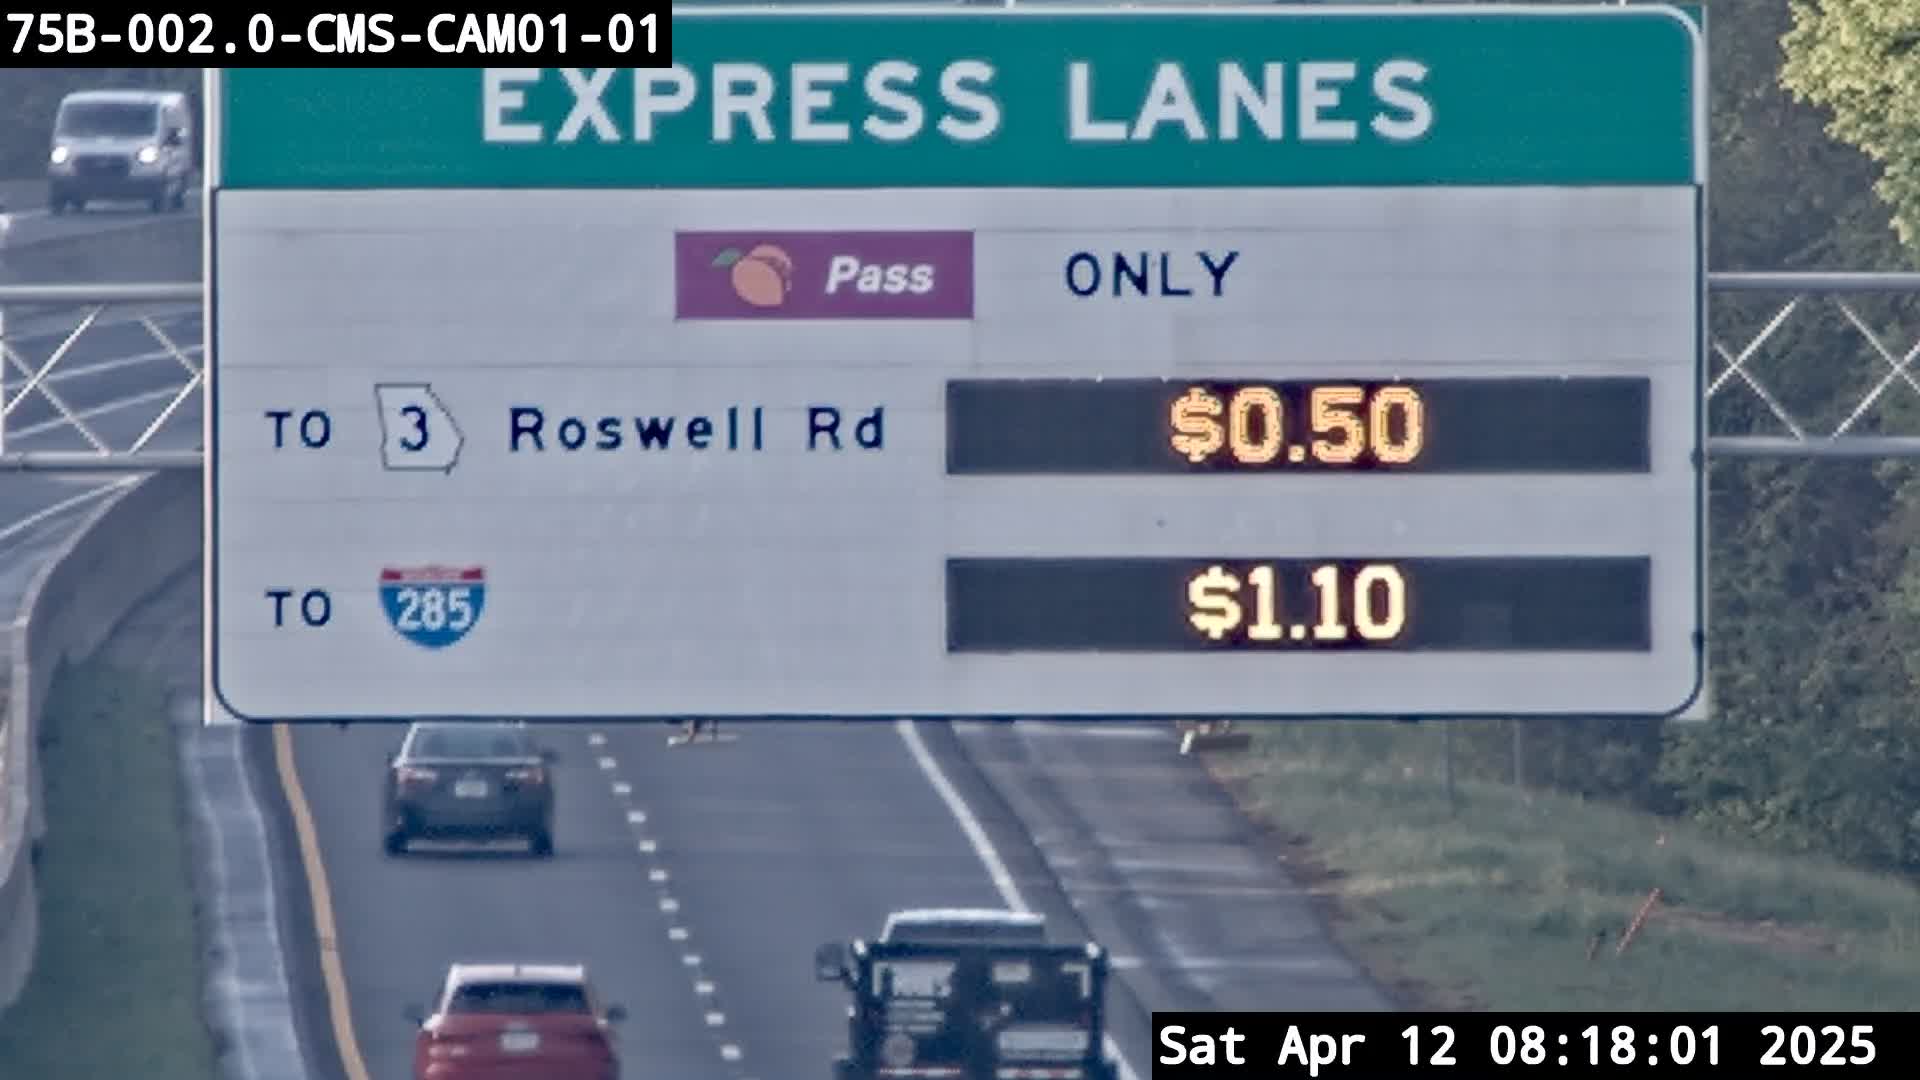 75B-002.0-CMS-CAM01-01
EXPRESS LANES
Pass ONLY
TO 3 Roswell Rd $0.50
TO 285 $1.10
Sat Apr 12 08:18:01 2025